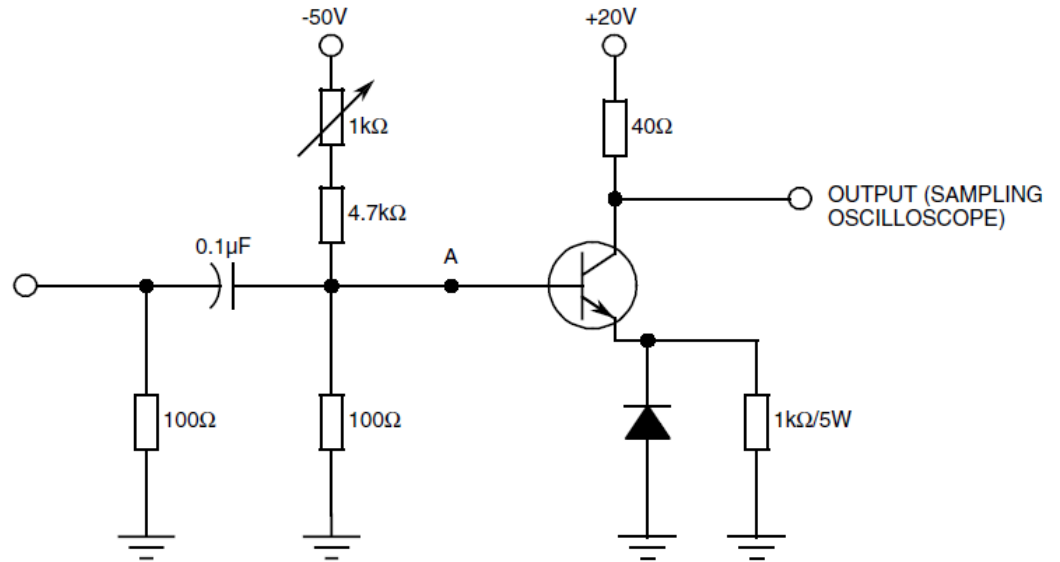 -50V
+20V
1kΩ
40Ω
4.7kΩ
OUTPUT (SAMPLING
OSCILLOSCOPE)
0.1µF
A
100Ω
100Ω
1kΩ/5W